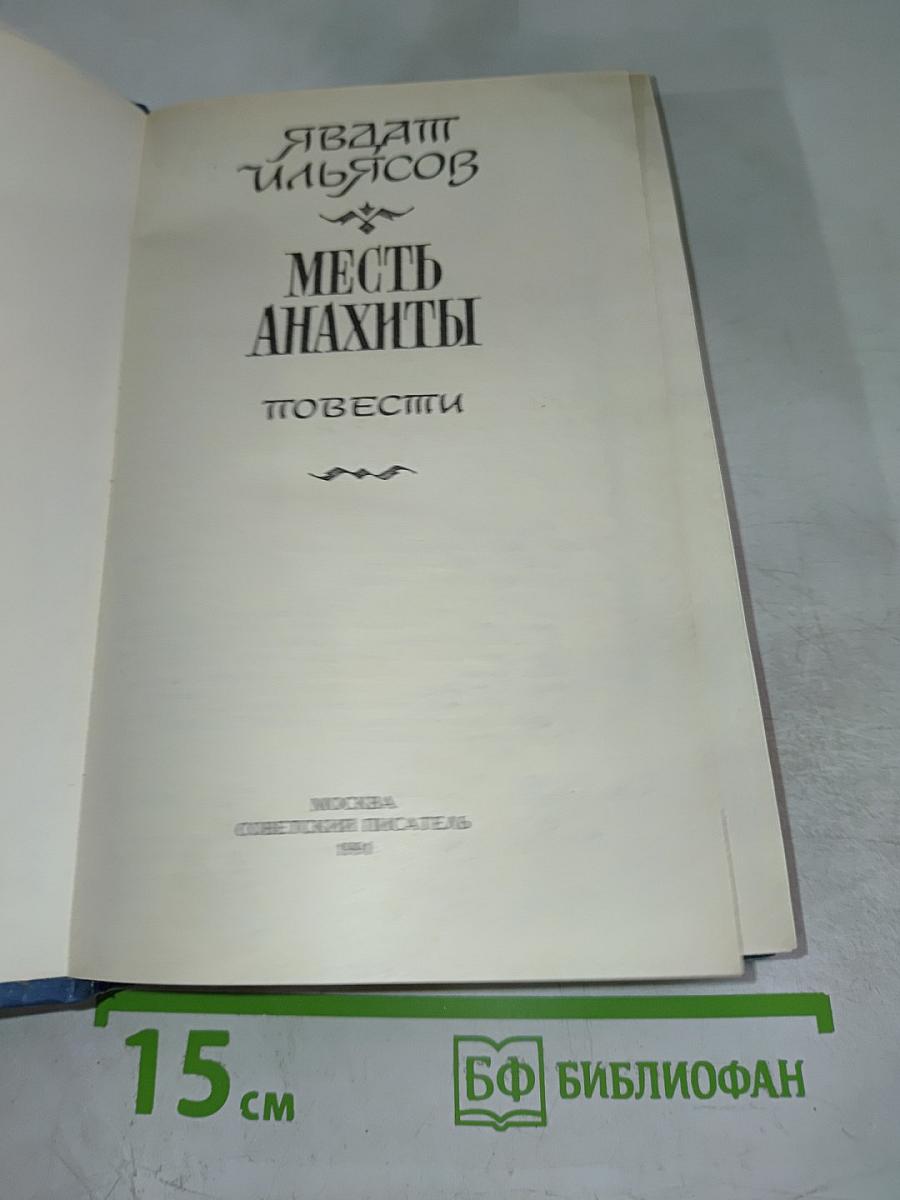 ЯВДАТ
ИЛЬЯСОВ
МЕСТЬ
АНАХИТЫ
ПОВЕСТИ
МОСКВА
СОВЕТСКИЙ ПИСАТЕЛЬ
15 см
БФ БИБЛИОФАН